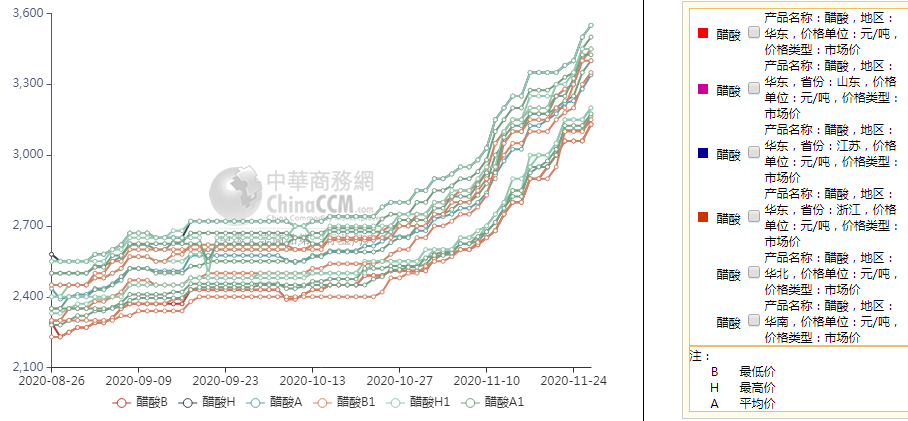 3,600
3,300
3,000
2,700
2,400
2,100
2020-08-26
2020-09-09
2020-09-23
2020-10-13
2020-10-27
2020-11-10
2020-11-24
中華商務網
ChinaCCM.com
醋酸B
醋酸H
醋酸A
醋酸B1
醋酸H1
醋酸A1
醋酸
产品名称：醋酸，地区：
华东，价格单位：元/吨，
价格类型：市场价
醋酸
产品名称：醋酸，地区：
华东，省份：山东，价格
单位：元/吨，价格类型：
市场价
醋酸
产品名称：醋酸，地区：
华东，省份：江苏，价格
单位：元/吨，价格类型：
市场价
醋酸
产品名称：醋酸，地区：
华东，省份：浙江，价格
单位：元/吨，价格类型：
市场价
醋酸
产品名称：醋酸，地区：
华北，价格单位：元/吨，
价格类型：市场价
醋酸
产品名称：醋酸，地区：
华南，价格单位：元/吨，
价格类型：市场价
注：
B 最低价
H 最高价
A 平均价